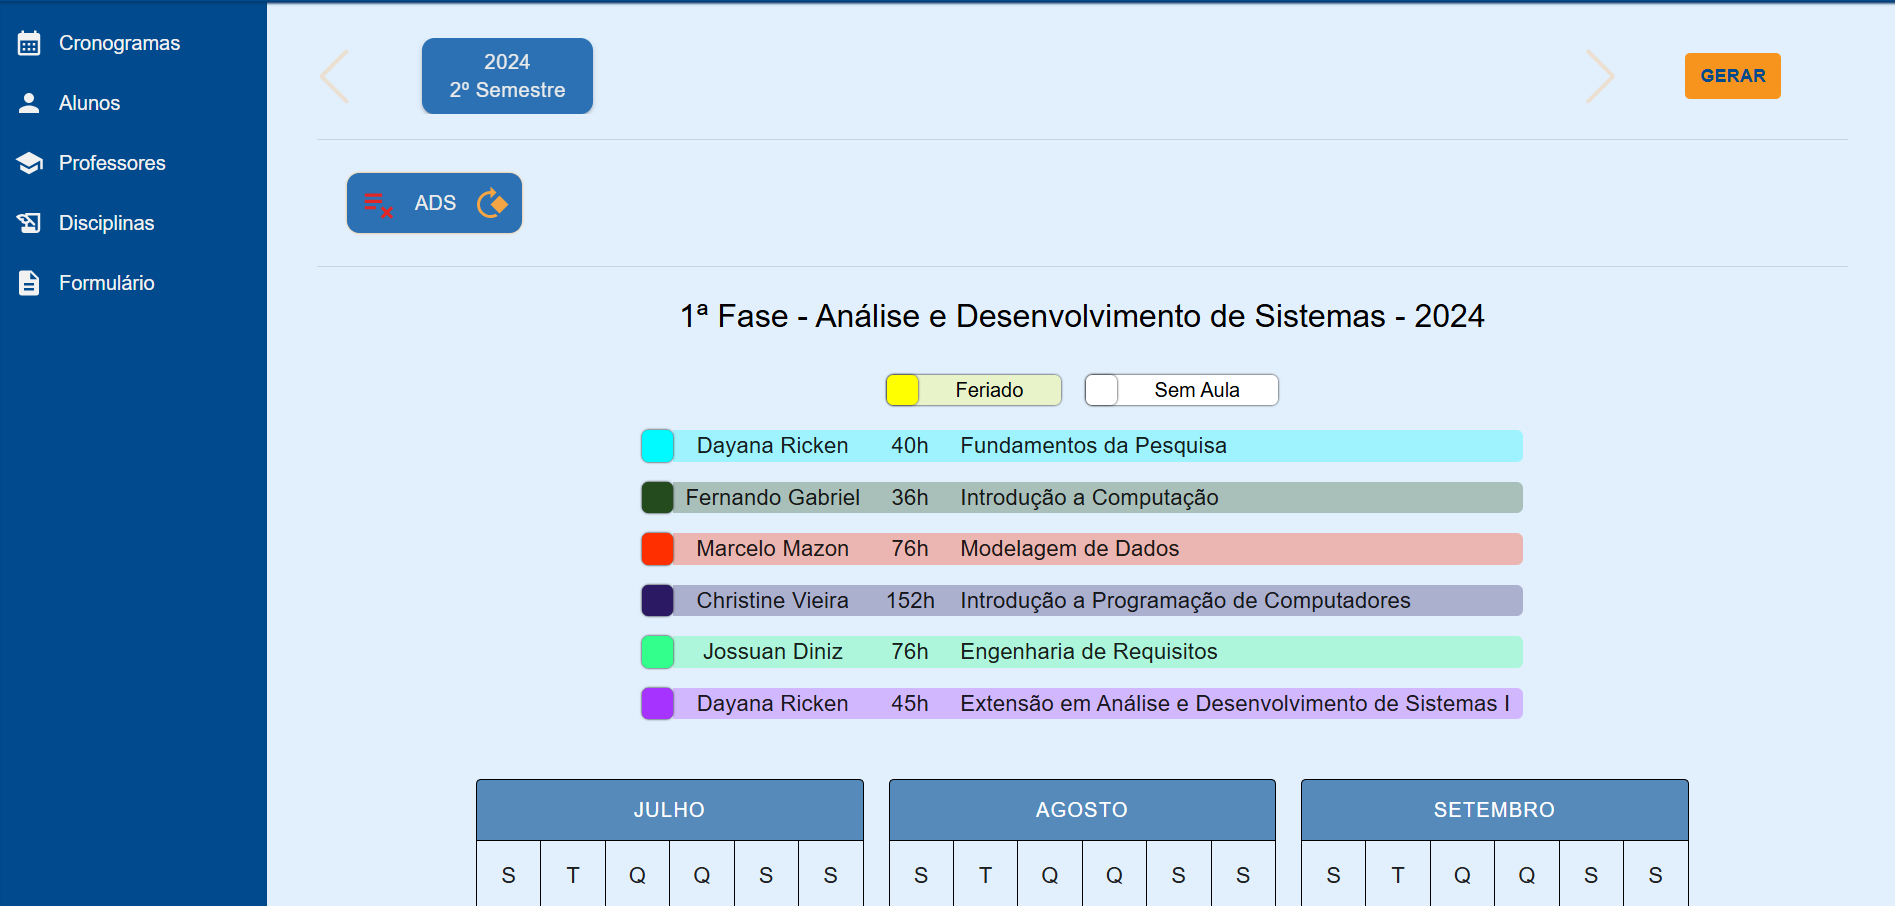 Cronogramas
Alunos
Professores
Disciplinas
Formulário
2024
2º Semestre
GERAR
ADS
1ª Fase - Análise e Desenvolvimento de Sistemas - 2024
Feriado Sem Aula
Dayana Ricken 40h Fundamentos da Pesquisa
Fernando Gabriel 36h Introdução a Computação
Marcelo Mazon 76h Modelagem de Dados
Christine Vieira 152h Introdução a Programação de Computadores
Jossuan Diniz 76h Engenharia de Requisitos
Dayana Ricken 45h Extensão em Análise e Desenvolvimento de Sistemas I
JULHO AGOSTO SETEMBRO
S T Q Q S S S T Q Q S S S T Q Q S S